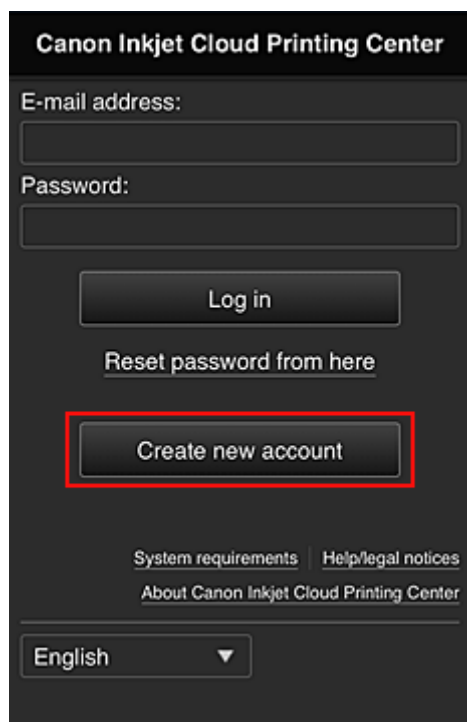 Canon Inkjet Cloud Printing Center
E-mail address:
Password:
Log in
Reset password from here
Create new account
System requirements Help/legal notices
About Canon Inkjet Cloud Printing Center
English